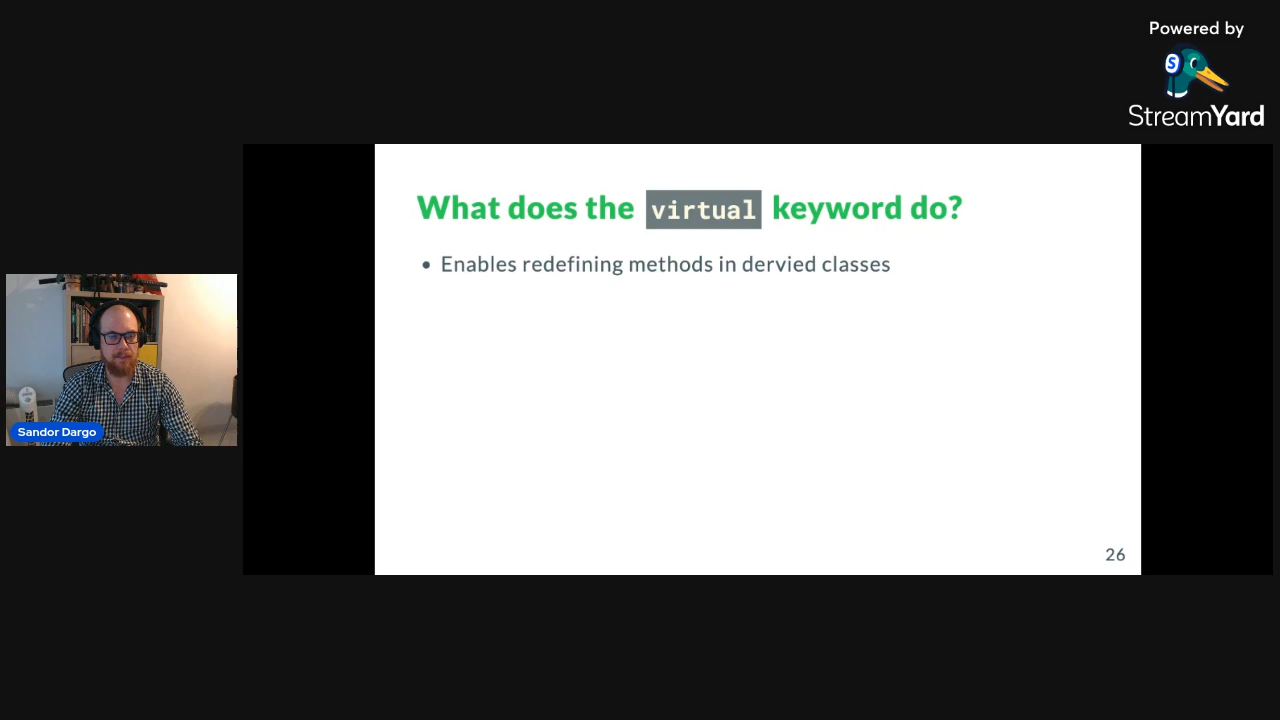 Powered by
S
StreamYard
What does the virtual keyword do?
• Enables redefining methods in dervied classes
Sandor Dargo
26